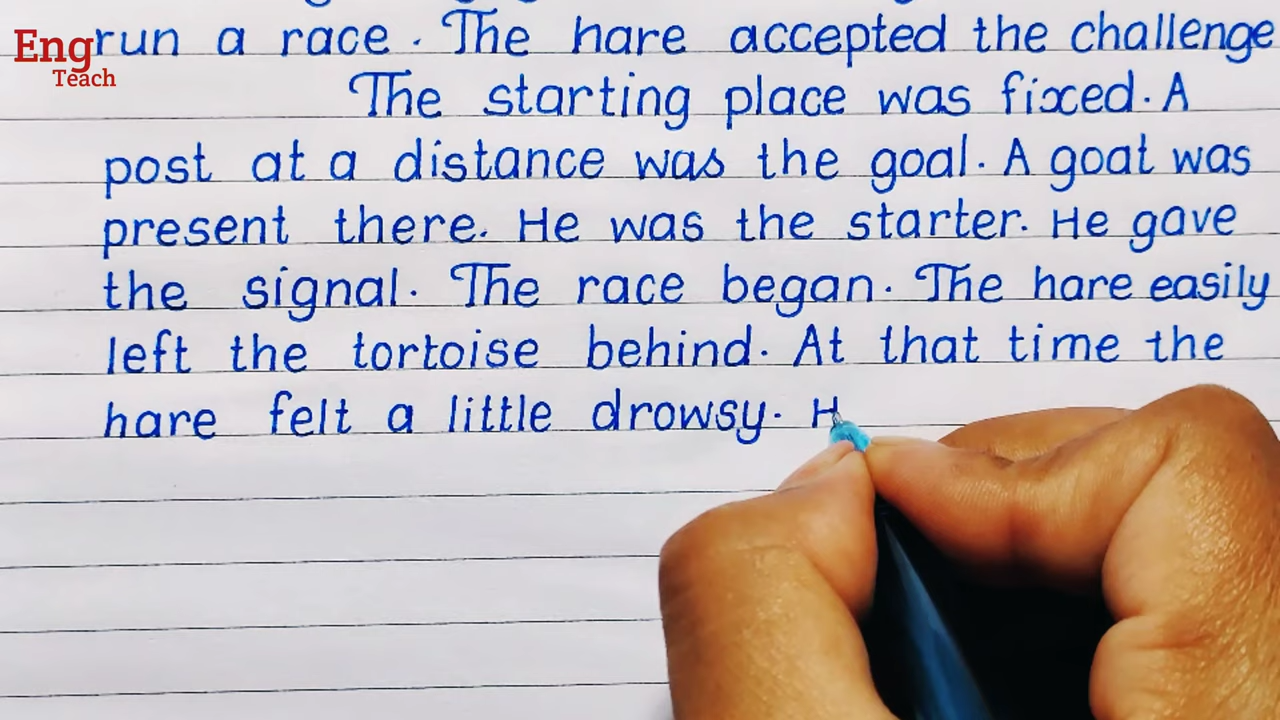 Eng
Teach
run a race. The hare accepted the challenge
The starting place was fixed. A
post at a distance was the goal. A goat was
present there. He was the starter. He gave
the signal. The race began. The hare easily
left the tortoise behind. At that time the
hare felt a little drowsy. H